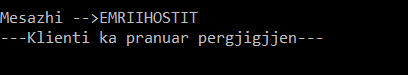 Mesazhi -->EMRIIHOSTIT
---Klienti ka pranuar pergjigjjen---